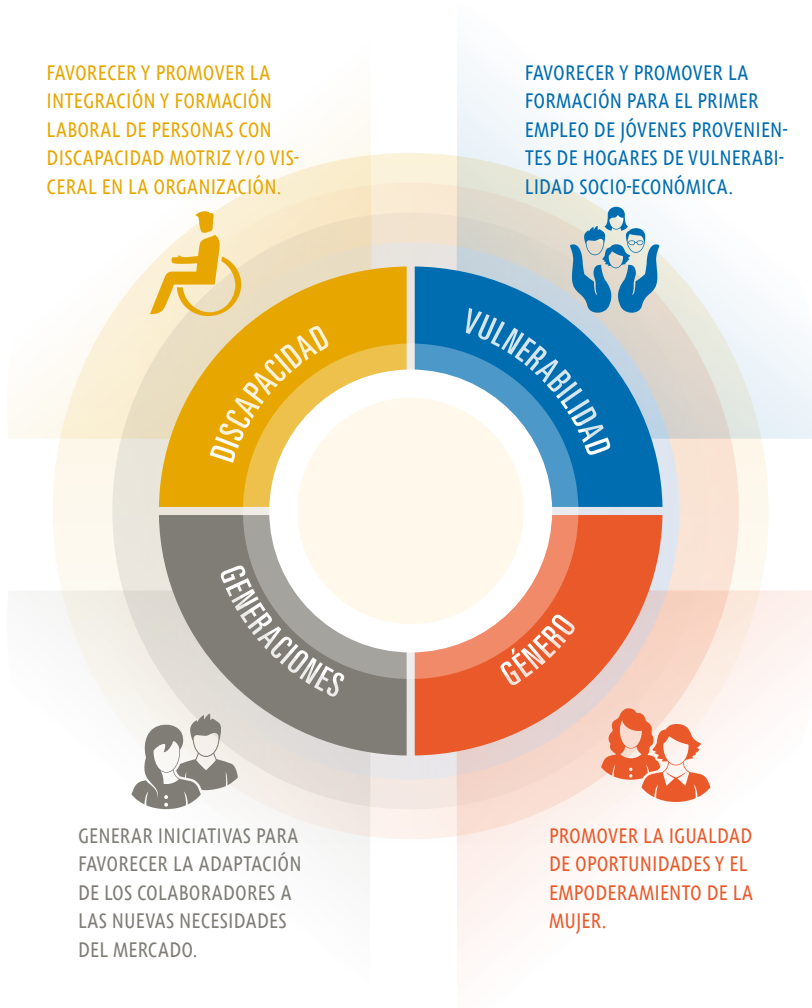 FAVORECER Y PROMOVER LA
INTEGRACIÓN Y FORMACIÓN
LABORAL DE PERSONAS CON
DISCAPACIDAD MOTRIZ Y/O VIS-
CERAL EN LA ORGANIZACIÓN.
FAVORECER Y PROMOVER LA
FORMACIÓN PARA EL PRIMER
EMPLEO DE JÓVENES PROVENIEN-
TES DE HOGARES DE VULNERABI-
LIDAD SOCIO-ECONÓMICA.
DISCAPACIDAD
VULNERABILIDAD
GENERACIONES
GÉNERO
GENERAR INICIATIVAS PARA
FAVORECER LA ADAPTACIÓN
DE LOS COLABORADORES A
LAS NUEVAS NECESIDADES
DEL MERCADO.
PROMOVER LA IGUALDAD
DE OPORTUNIDADES Y EL
EMPODERAMIENTO DE LA
MUJER.